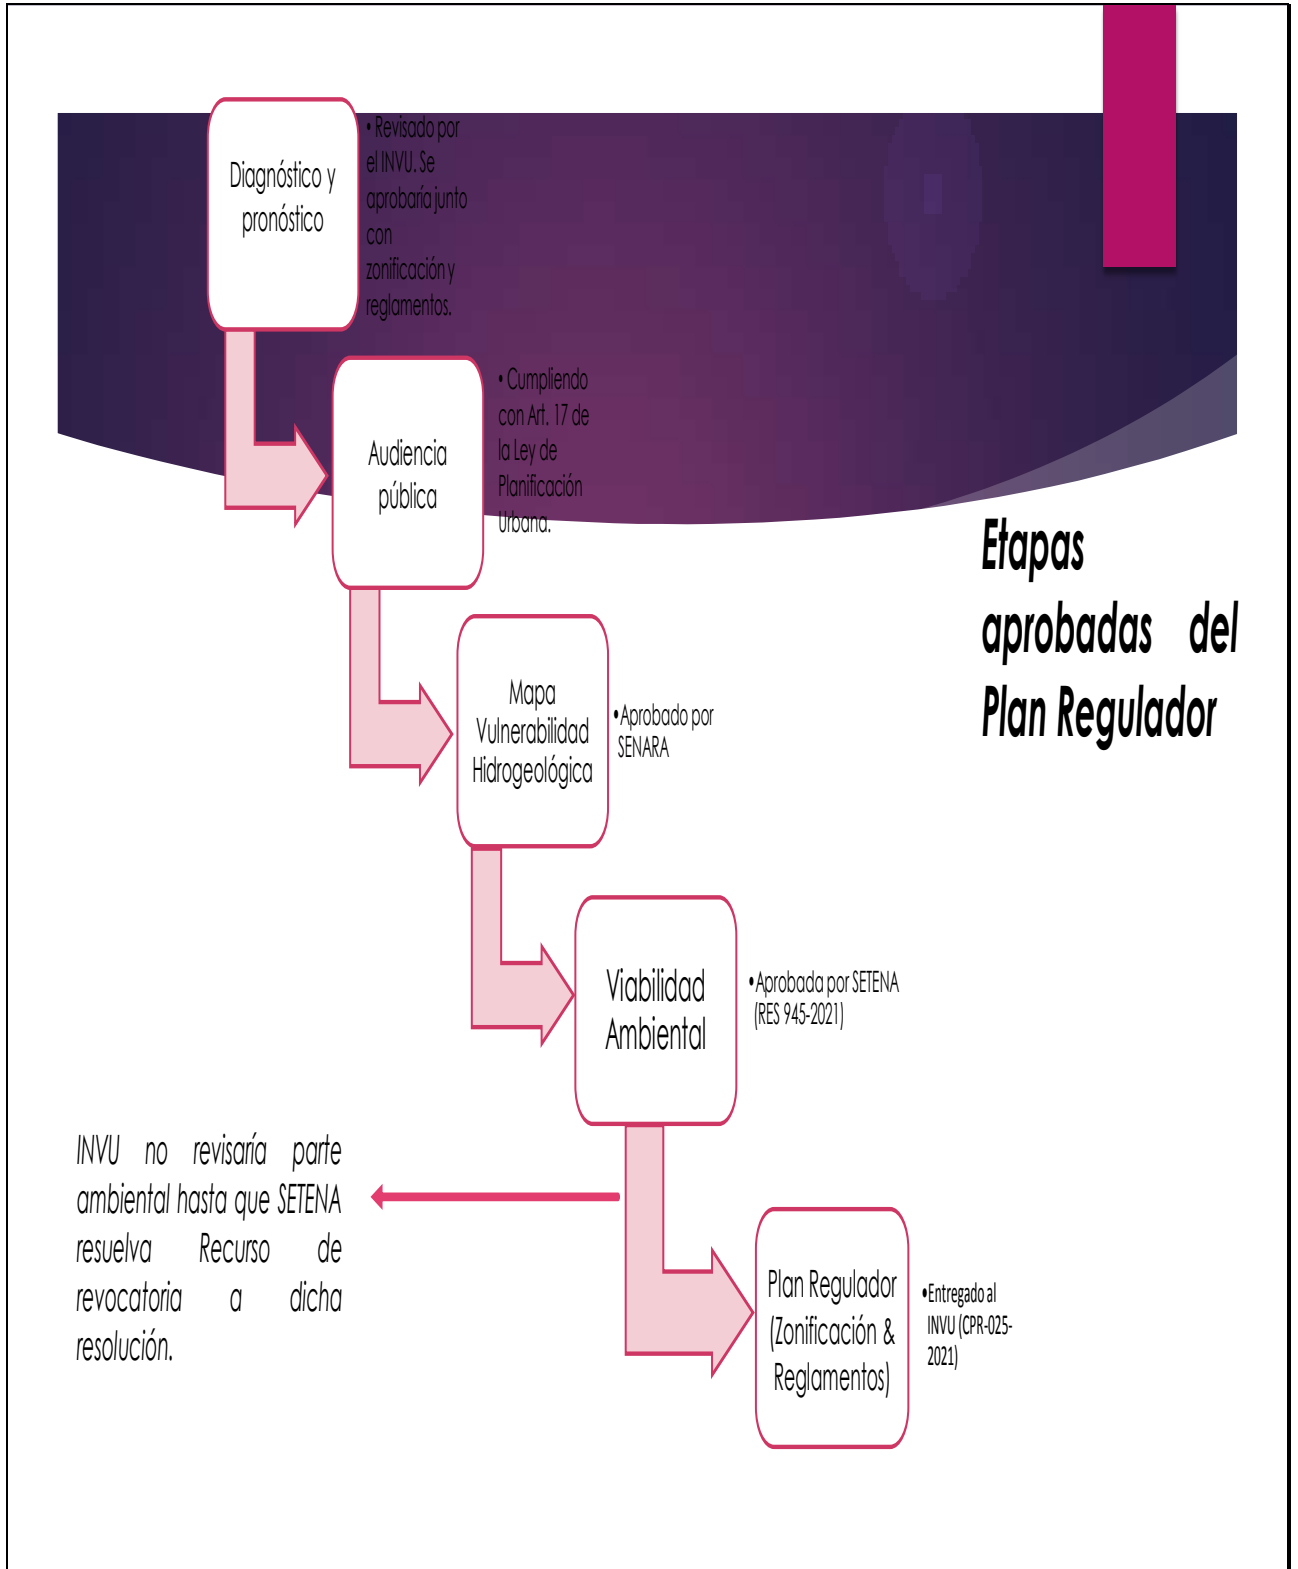 Diagnóstico y
pronóstico
• Revisado por
el INVU. Se
aprobaría junto
con
zonificación y
reglamentos.
Audiencia
pública
• Cumpliendo
con Art. 17 de
la Ley de
Planificación
Urbana.
Etapas
aprobadas del
Plan Regulador
Mapa
Vulnerabilidad
Hidrogeológica
•Aprobado por
SENARA
Viabilidad
Ambiental
•Aprobada por SETENA
(RES 945-2021)
INVU no revisaría parte
ambiental hasta que SETENA
resuelva Recurso de
revocatoria a dicha
resolución.
Plan Regulador
(Zonificación &
Reglamentos)
•Entregado al
INVU (CPR-025-
2021)